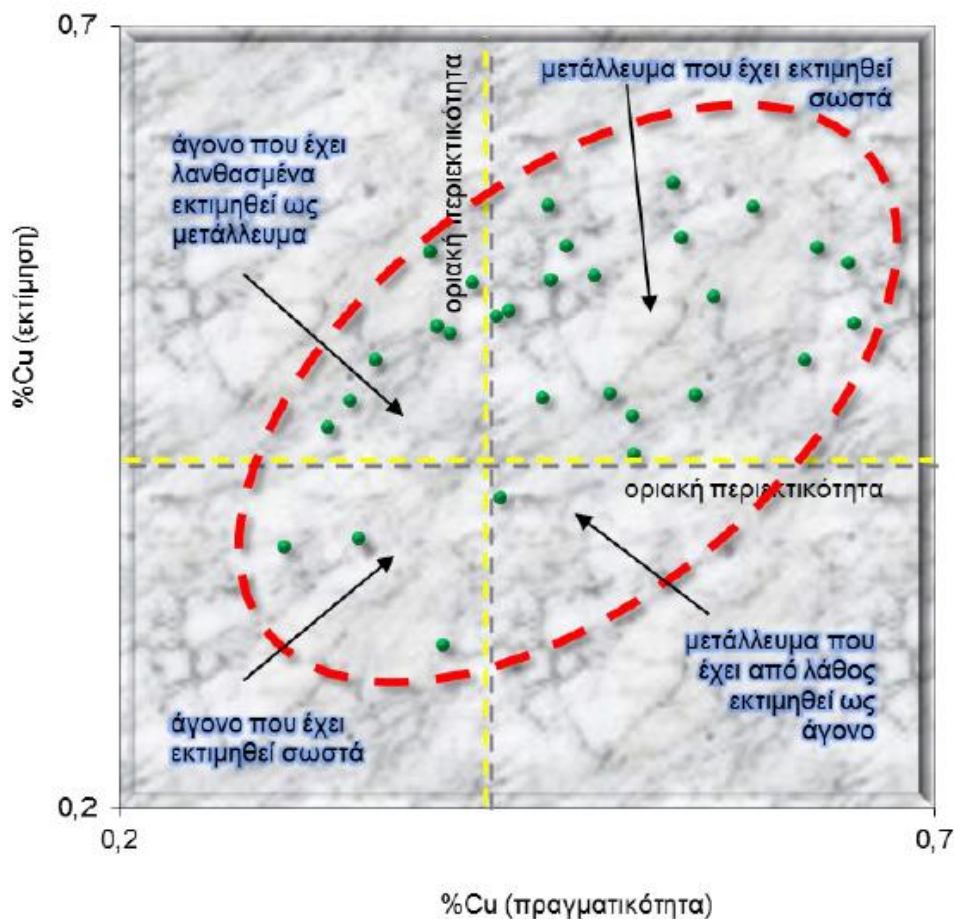 0,7
μετάλλευμα που έχει εκτιμηθεί
σωστά
άγονο που έχει
λανθασμένα
εκτιμηθεί ως
μετάλλευμα
οριακή περιεκτικότητα
%Cu (εκτίμηση)
οριακή περιεκτικότητα
μετάλλευμα που
έχει από λάθος
εκτιμηθεί ως
άγονο
άγονο που έχει
εκτιμηθεί σωστά
0,2
0,2
0,7
%Cu (πραγματικότητα)